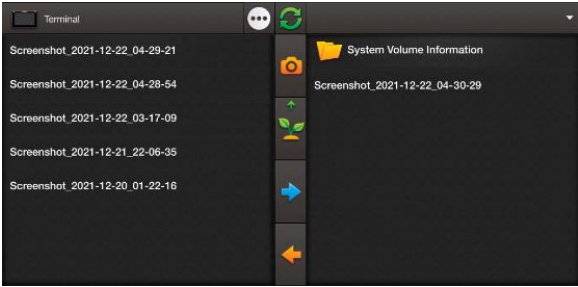 Terminal
Screenshot_2021-12-22_04-29-21
Screenshot_2021-12-22_04-28-54
Screenshot_2021-12-22_03-17-09
Screenshot_2021-12-21_22-06-35
Screenshot_2021-12-20_01-22-16
System Volume Information
Screenshot_2021-12-22_04-30-29